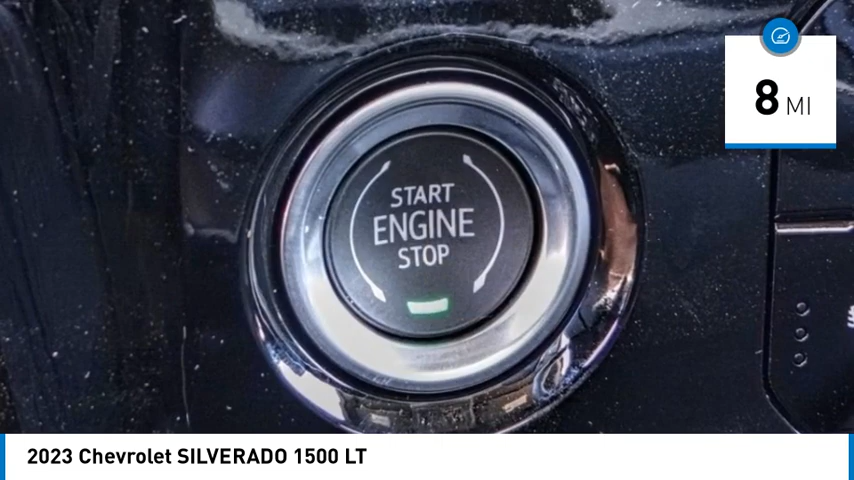 8 MI
START
ENGINE
STOP
2023 Chevrolet SILVERADO 1500 LT